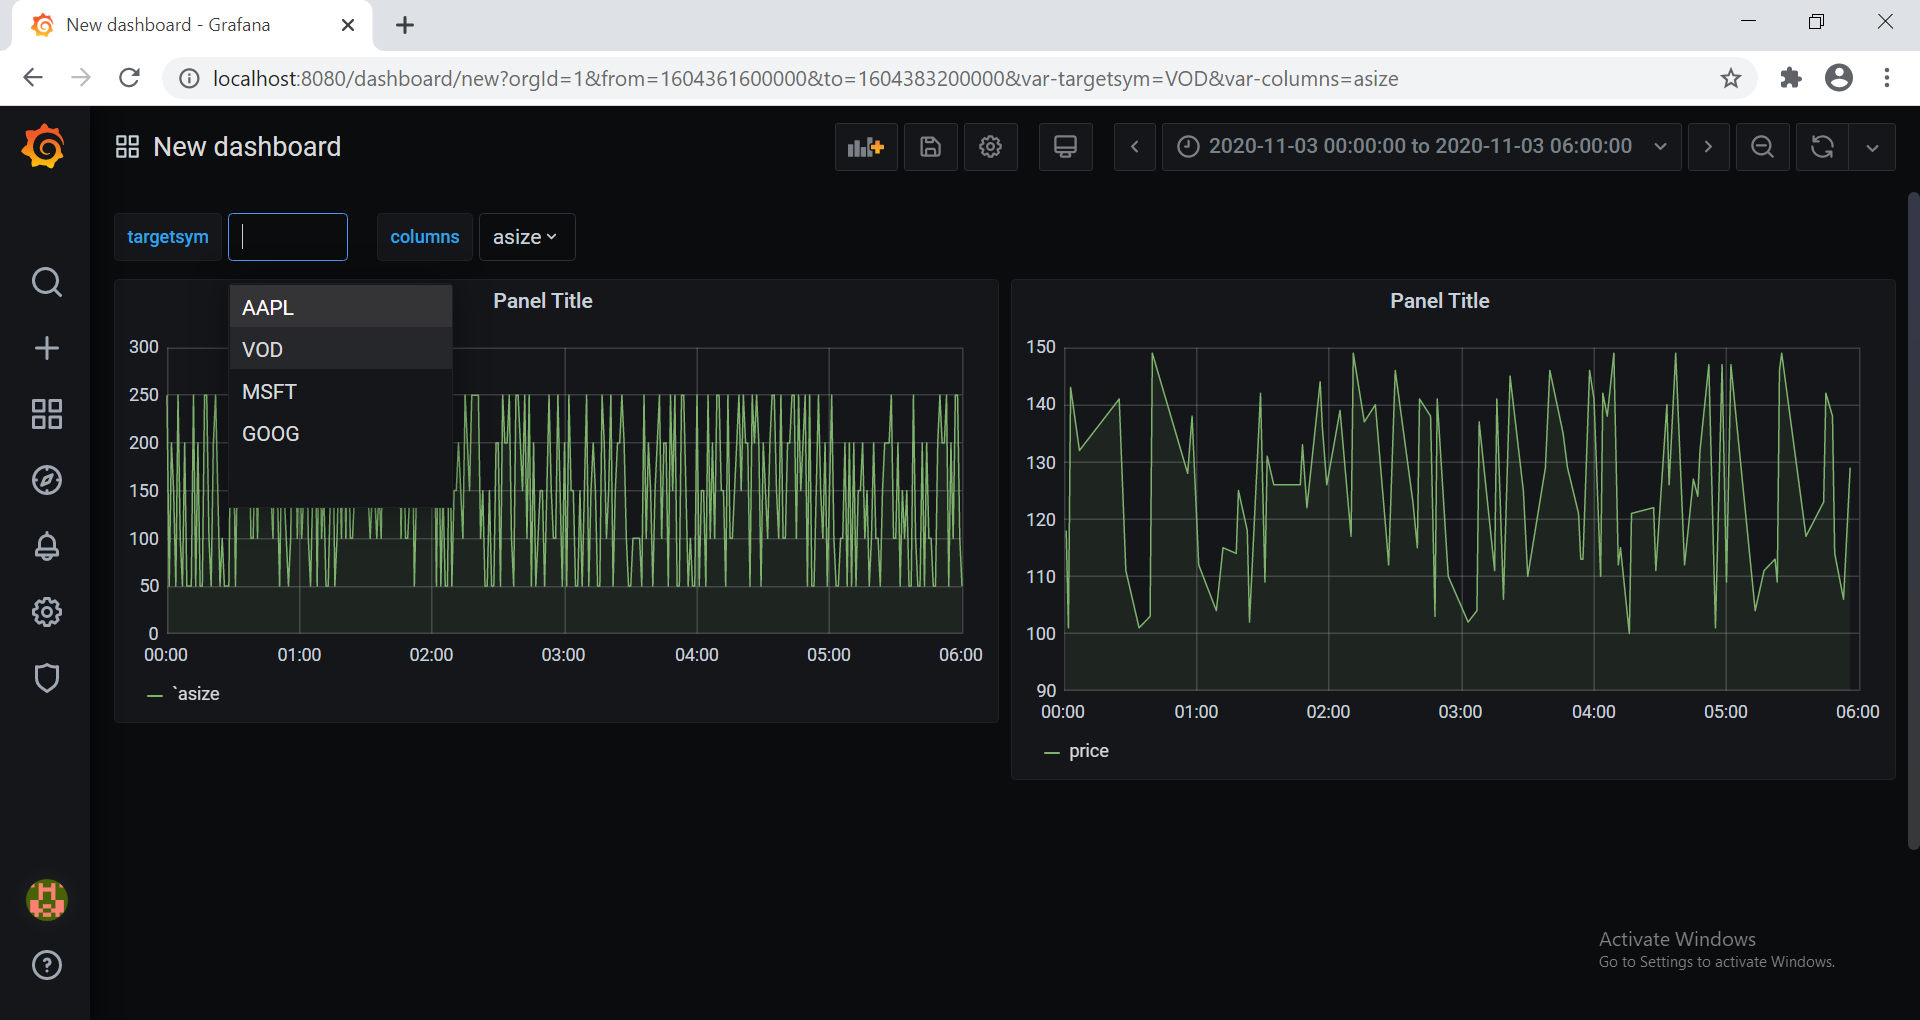 New dashboard - Grafana
localhost:8080/dashboard/new?orgId=1&from=1604361600000&to=1604383200000&var-targetsym=VOD&var-columns=asize
New dashboard
2020-11-03 00:00:00 to 2020-11-03 06:00:00
targetsym
columns
asize
AAPL
VOD
MSFT
GOOG
Panel Title
300
250
200
150
100
50
0
00:00 01:00 02:00 03:00 04:00 05:00 06:00
`asize
Panel Title
150
140
130
120
110
100
90
00:00 01:00 02:00 03:00 04:00 05:00 06:00
price
Activate Windows
Go to Settings to activate Windows.